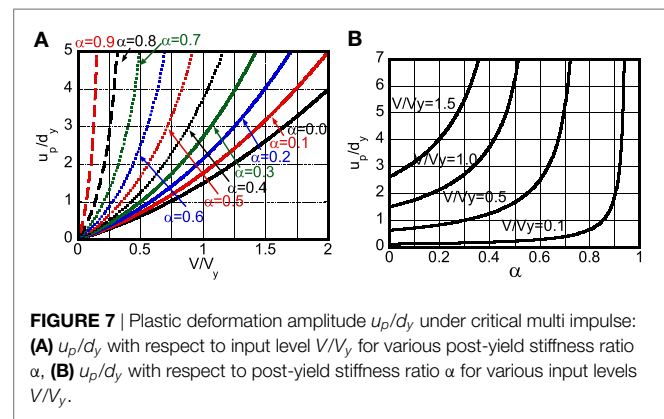 A
α=0.9
α=0.8
α=0.7
5
4
3
2
1
0
u_p/d_y
α=0.0
α=0.1
α=0.2
α=0.3
α=0.4
α=0.5
α=0.6
0
0.5
1
1.5
2
V/V_y
B
7
6
5
4
3
2
1
0
u_p/d_y
V/Vy=1.5
V/Vy=1.0
V/Vy=0.5
V/Vy=0.1
0
0.2
0.4
0.6
0.8
1
α
FIGURE 7 | Plastic deformation amplitude u_p/d_y under critical multi impulse:
(A) u_p/d_y with respect to input level V/V_y for various post-yield stiffness ratio
α, (B) u_p/d_y with respect to post-yield stiffness ratio α for various input levels
V/V_y.